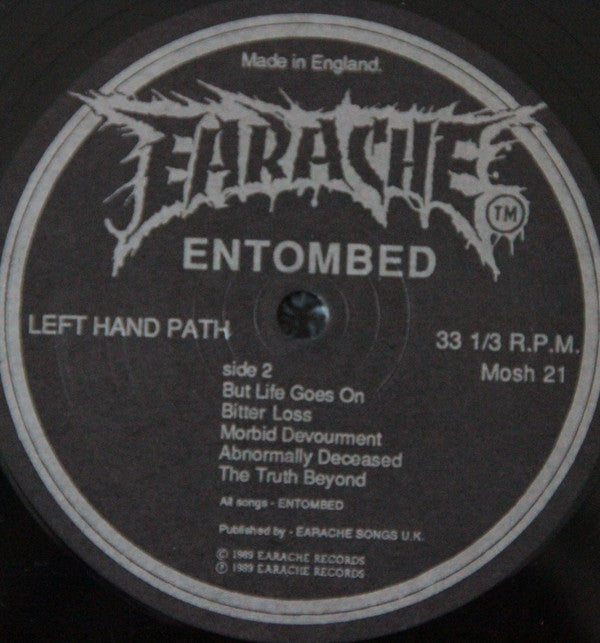 Made in England.
EARACHE
TM
ENTOMBED
LEFT HAND PATH
33 1/3 R.P.M.
Mosh 21
side 2
But Life Goes On
Bitter Loss
Morbid Devourment
Abnormally Deceased
The Truth Beyond
All songs - ENTOMBED
Published by - EARACHE SONGS U.K.
© 1989 EARACHE RECORDS
℗ 1989 EARACHE RECORDS